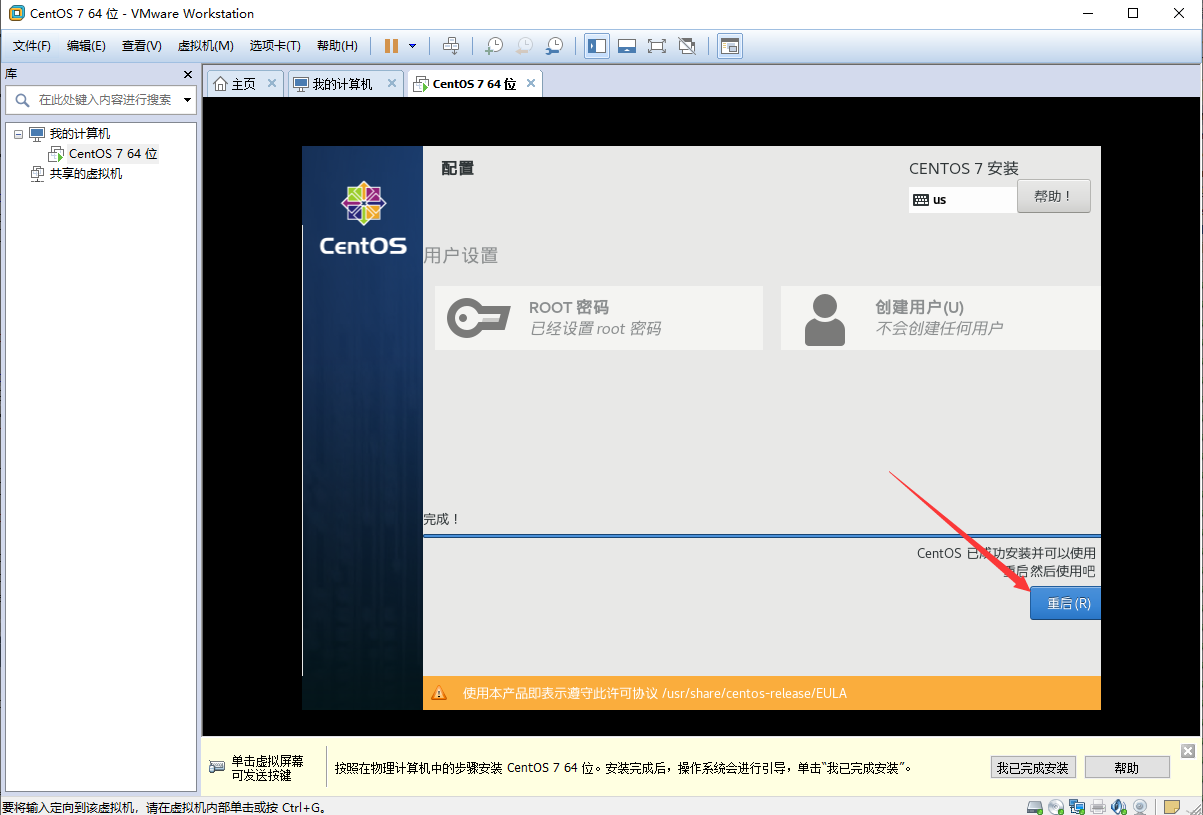 CentOS 7 64 位 - VMware Workstation
文件(F) 编辑(E) 查看(V) 虚拟机(M) 选项卡(T) 帮助(H)
库
在此处键入内容进行搜索
我的计算机
CentOS 7 64 位
共享的虚拟机
主页 我的计算机 CentOS 7 64 位
CentOS
配置
CENTOS 7 安装
us
帮助！
用户设置
ROOT 密码
已经设置 root 密码
创建用户(U)
不会创建任何用户
完成！
CentOS 已成功安装并可以使用
重启然后使用吧
重启(R)
使用本产品即表示遵守此许可协议 /usr/share/centos-release/EULA
单击虚拟屏幕
可发送按键
按照在物理计算机中的步骤安装 CentOS 7 64 位。安装完成后，操作系统会进行引导，单击“我已完成安装”。
我已完成安装
帮助
要将输入定向到该虚拟机，请在虚拟机内部单击或按 Ctrl+G。